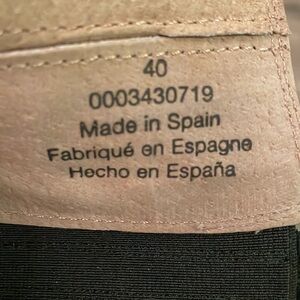 40
0003430719
Made in Spain
Fabriqué en Espagne
Hecho en España